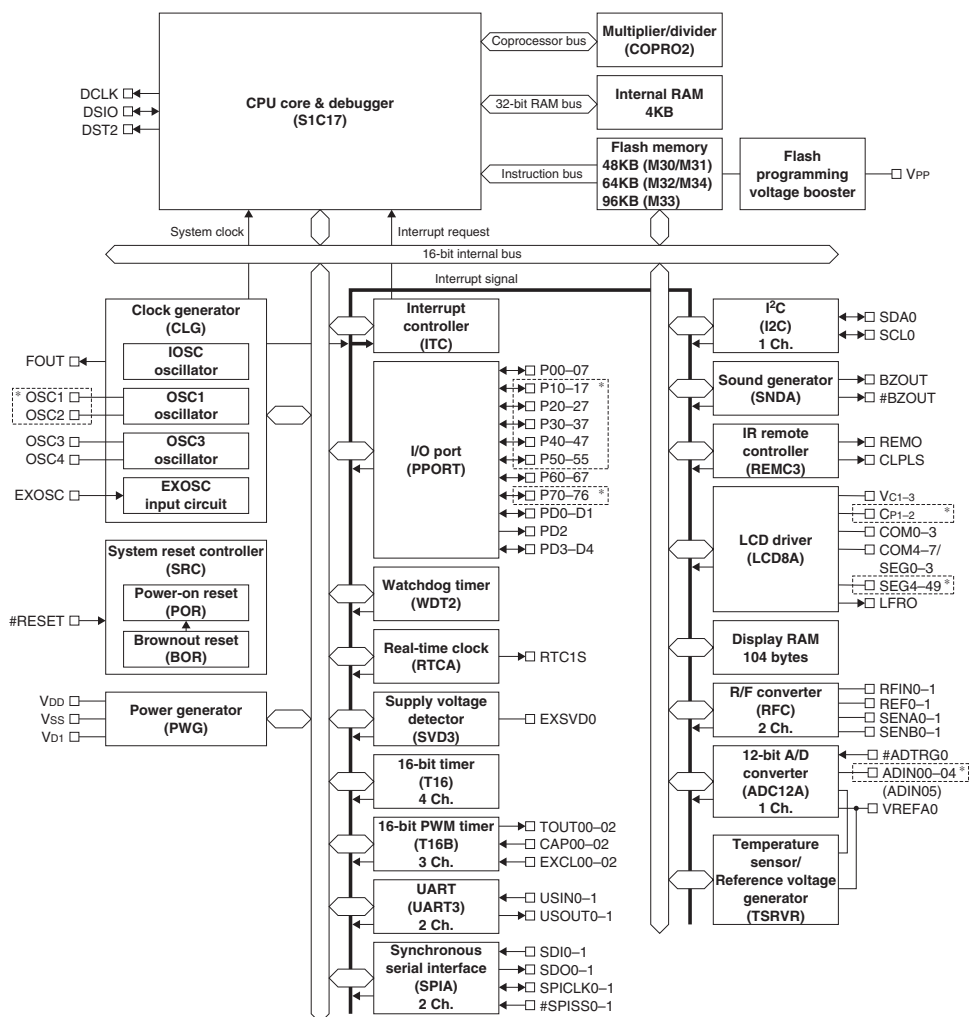 Coprocessor bus
Multiplier/divider
(COPRO2)
DCLK
DSIO
DST2
CPU core & debugger
(S1C17)
32-bit RAM bus
Internal RAM
4KB
Instruction bus
Flash memory
48KB (M30/M31)
64KB (M32/M34)
96KB (M33)
Flash
programming
voltage booster
VPP
System clock
Interrupt request
16-bit internal bus
Interrupt signal
Clock generator
(CLG)
FOUT
IOSC
oscillator
* OSC1
OSC2
OSC1
oscillator
OSC3
OSC4
OSC3
oscillator
EXOSC
EXOSC
input circuit
System reset controller
(SRC)
#RESET
Power-on reset
(POR)
Brownout reset
(BOR)
VDD
VSS
VD1
Power generator
(PWG)
Interrupt
controller
(ITC)
I/O port
(PPORT)
P00–07
P10–17 *
P20–27
P30–37
P40–47
P50–55
P60–67
P70–76 *
PD0–D1
PD2
PD3–D4
Watchdog timer
(WDT2)
Real-time clock
(RTCA)
RTC1S
Supply voltage
detector
(SVD3)
EXSVD0
16-bit timer
(T16)
4 Ch.
16-bit PWM timer
(T16B)
3 Ch.
TOUT00–02
CAP00–02
EXCL00–02
UART
(UART3)
2 Ch.
USIN0–1
USOUT0–1
Synchronous
serial interface
(SPIA)
2 Ch.
SDI0–1
SDO0–1
SPICLK0–1
#SPISS0–1
I²C
(I2C)
1 Ch.
SDA0
SCL0
Sound generator
(SNDA)
BZOUT
#BZOUT
IR remote
controller
(REMC3)
REMO
CLPLS
LCD driver
(LCD8A)
VC1–3
CP1–2 *
COM0–3
COM4–7/
SEG0–3
SEG4–49 *
LFRO
Display RAM
104 bytes
R/F converter
(RFC)
2 Ch.
RFIN0–1
REF0–1
SENA0–1
SENB0–1
12-bit A/D
converter
(ADC12A)
1 Ch.
#ADTRG0
ADIN00–04 *
(ADIN05)
VREFA0
Temperature
sensor/
Reference voltage
generator
(TSRVR)